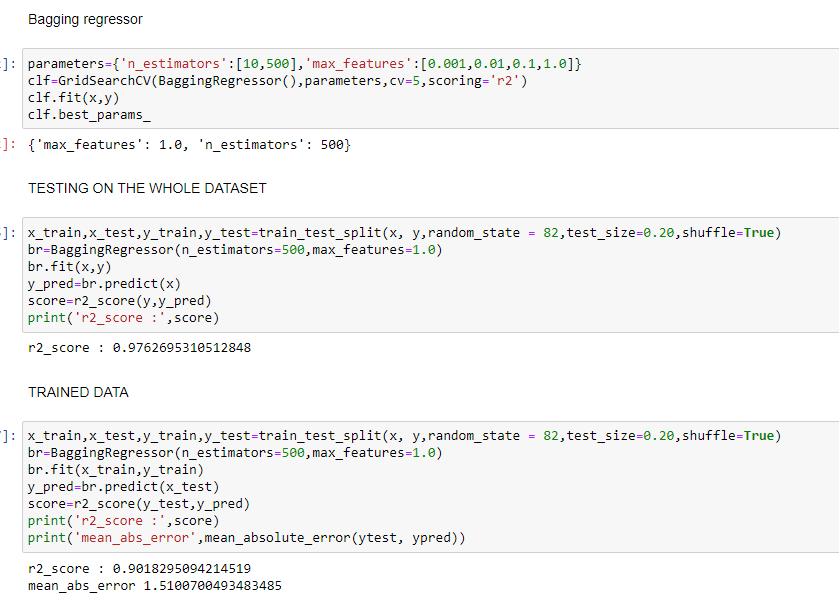 Bagging regressor
]: parameters={'n_estimators':[10,500],'max_features':[0.001,0.01,0.1,1.0]}
clf=GridSearchCV(BaggingRegressor(),parameters,cv=5,scoring='r2')
clf.fit(x,y)
clf.best_params_
]: {'max_features': 1.0, 'n_estimators': 500}
TESTING ON THE WHOLE DATASET
]: x_train,x_test,y_train,y_test=train_test_split(x, y,random_state = 82,test_size=0.20,shuffle=True)
br=BaggingRegressor(n_estimators=500,max_features=1.0)
br.fit(x,y)
y_pred=br.predict(x)
score=r2_score(y,y_pred)
print('r2_score :',score)
r2_score : 0.9762695310512848
TRAINED DATA
]: x_train,x_test,y_train,y_test=train_test_split(x, y,random_state = 82,test_size=0.20,shuffle=True)
br=BaggingRegressor(n_estimators=500,max_features=1.0)
br.fit(x_train,y_train)
y_pred=br.predict(x_test)
score=r2_score(y_test,y_pred)
print('r2_score :',score)
print('mean_abs_error',mean_absolute_error(ytest, ypred))
r2_score : 0.9018295094214519
mean_abs_error 1.5100700493483485